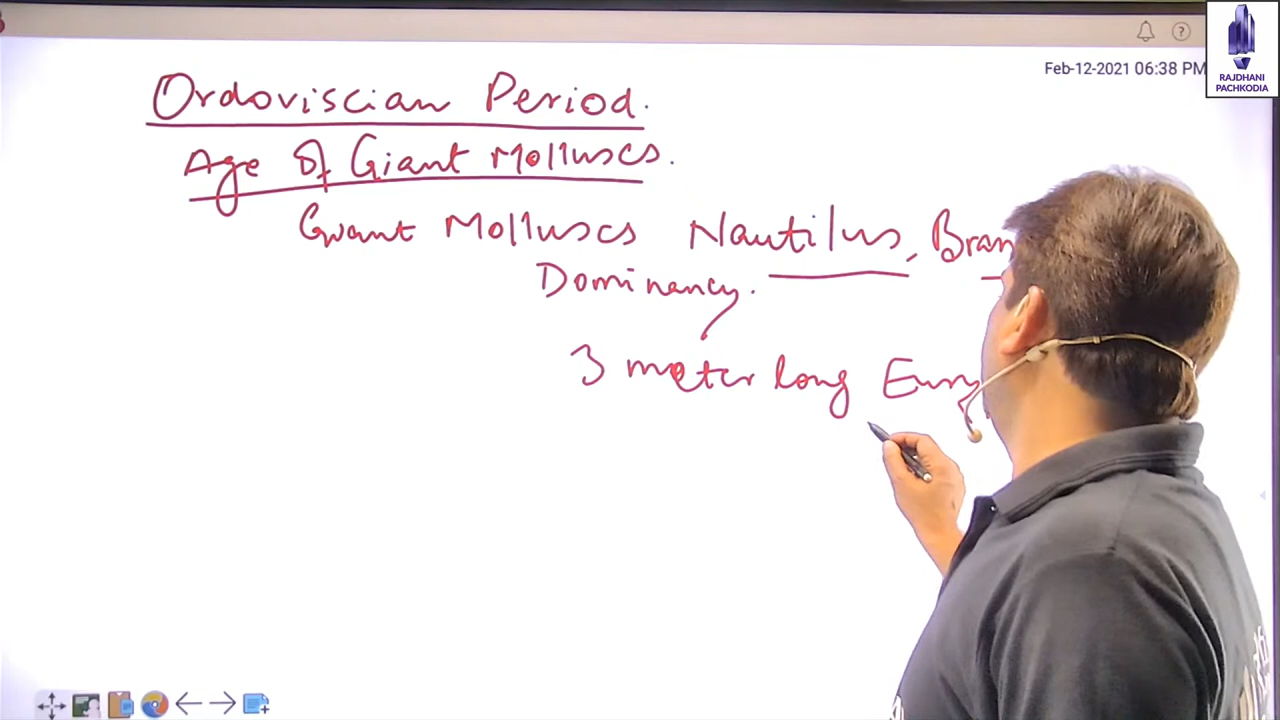 RAJDHANI
PACHKODIA
Feb-12-2021 06:38 PM
Ordoviscian Period.
Age of Giant Molluscs.
Giant Molluscs Nautilus, Bran
Dominancy.
3 meter long Eury